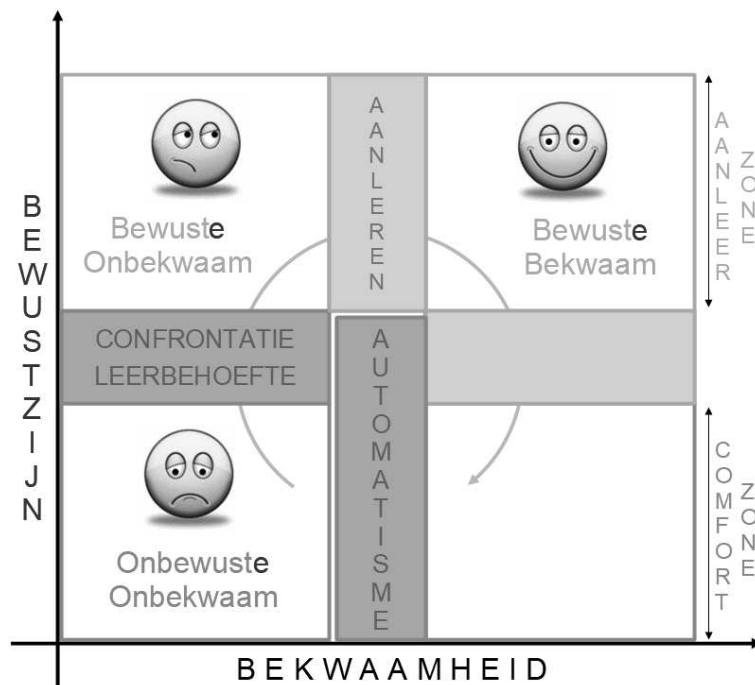 BEWUSTZIJN
Bewuste
Onbekwaam
AANLEREN
Bewuste
Bekwaam
AANLEER
ZONE
CONFRONTATIE
LEERBEHOEFTE
AUTOMATISME
Onbewuste
Onbekwaam
COMFORT
ZONE
BEKWAAMHEID